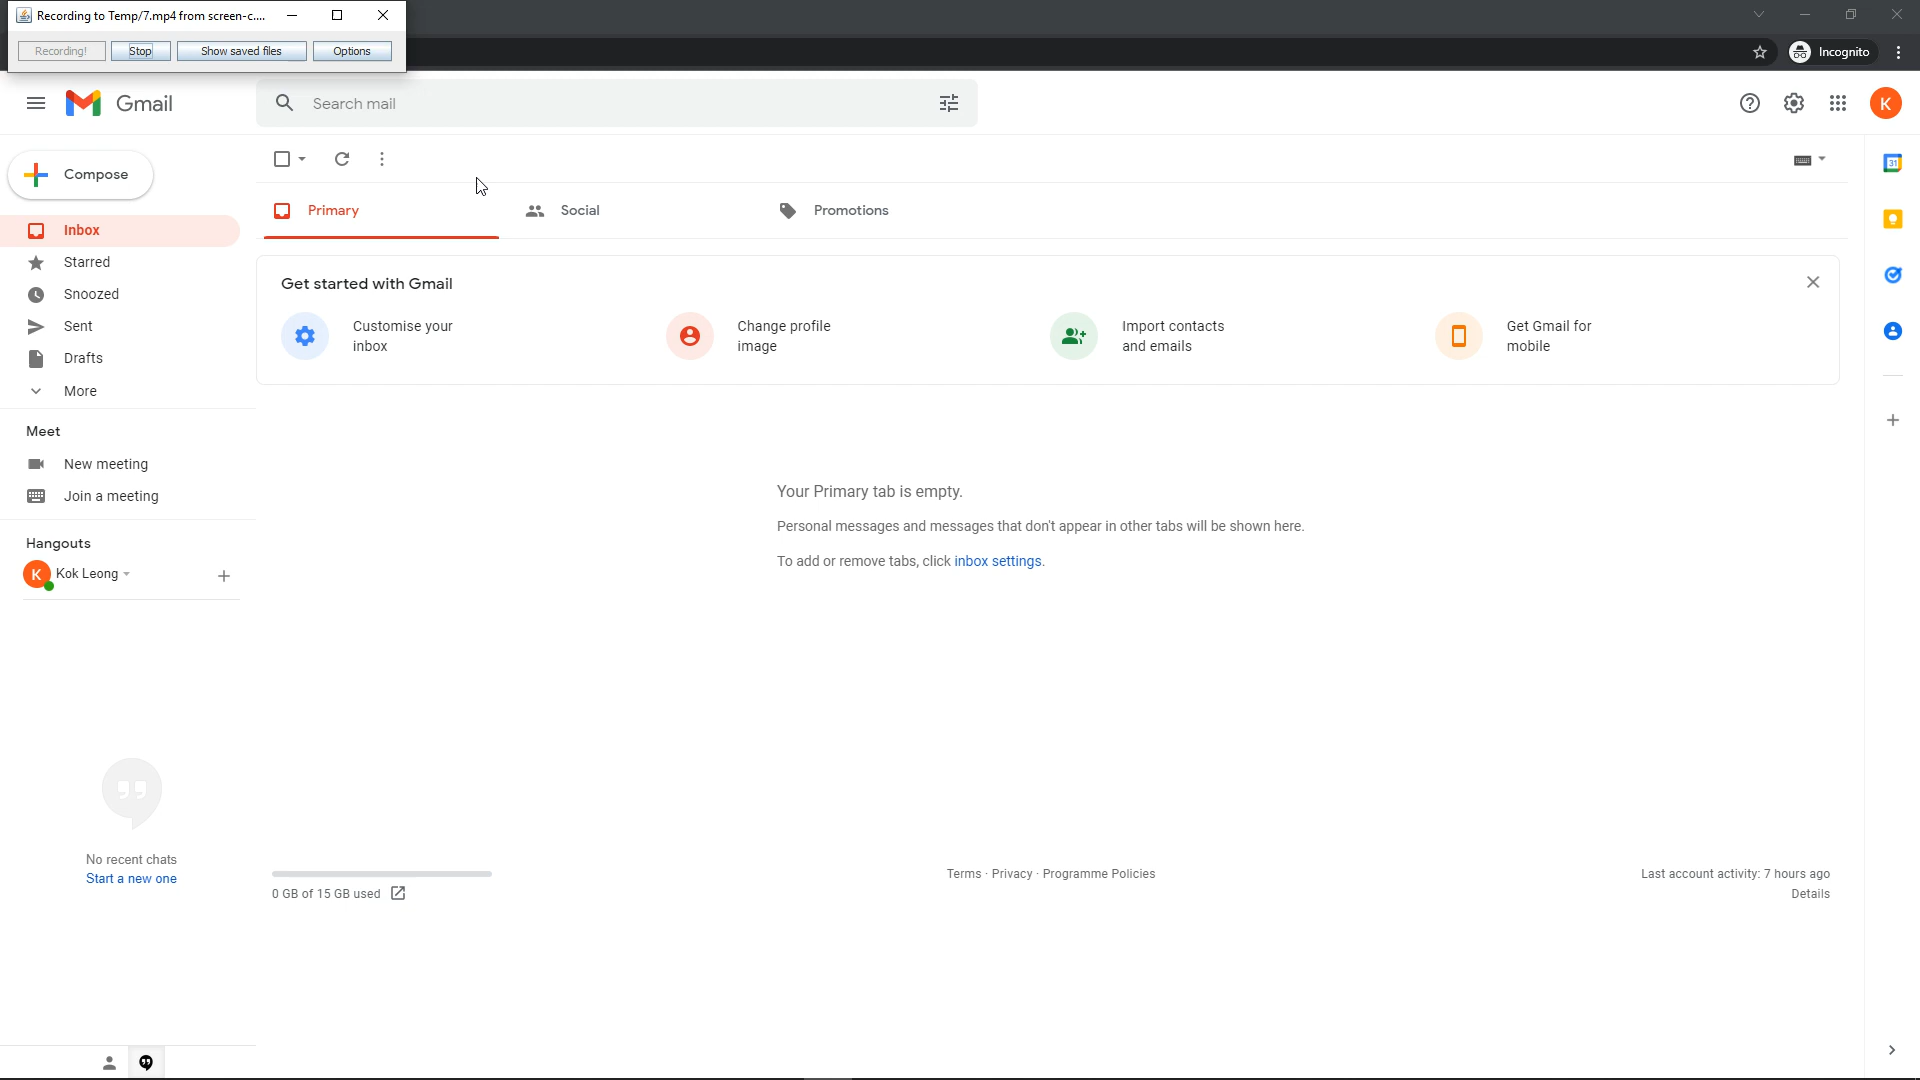 Recording to Temp/7.mp4 from screen-c....
Recording!
Stop
Show saved files
Options
Incognito
Gmail
Search mail
K
Compose
31
Primary
Social
Promotions
Inbox
Starred
Snoozed
Sent
Drafts
More
Get started with Gmail
Customise your
inbox
Change profile
image
Import contacts
and emails
Get Gmail for
mobile
Meet
New meeting
Join a meeting
Your Primary tab is empty.
Personal messages and messages that don't appear in other tabs will be shown here.
To add or remove tabs, click inbox settings.
Hangouts
K
Kok Leong
No recent chats
Start a new one
0 GB of 15 GB used
Terms · Privacy · Programme Policies
Last account activity: 7 hours ago
Details